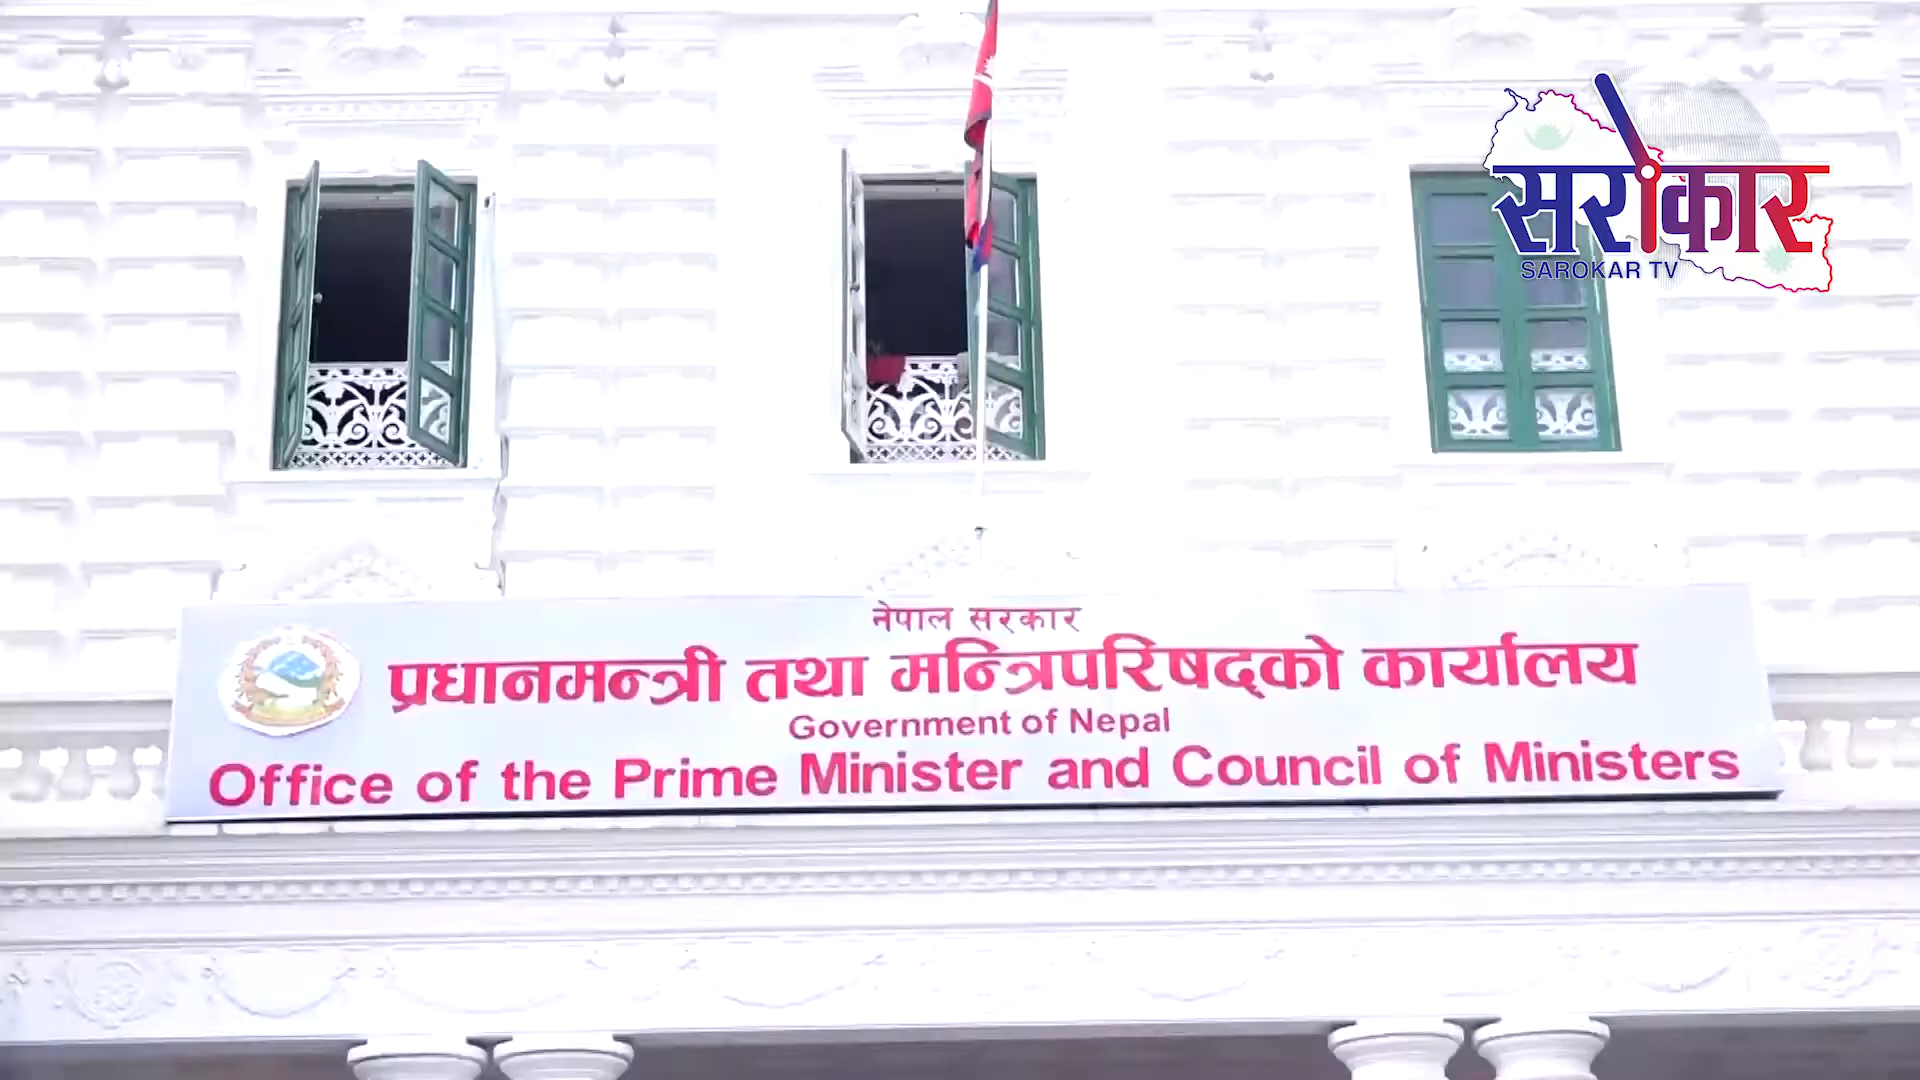 सरोकार
SAROKAR TV
नेपाल सरकार
प्रधानमन्त्री तथा मन्त्रिपरिषद्को कार्यालय
Government of Nepal
Office of the Prime Minister and Council of Ministers